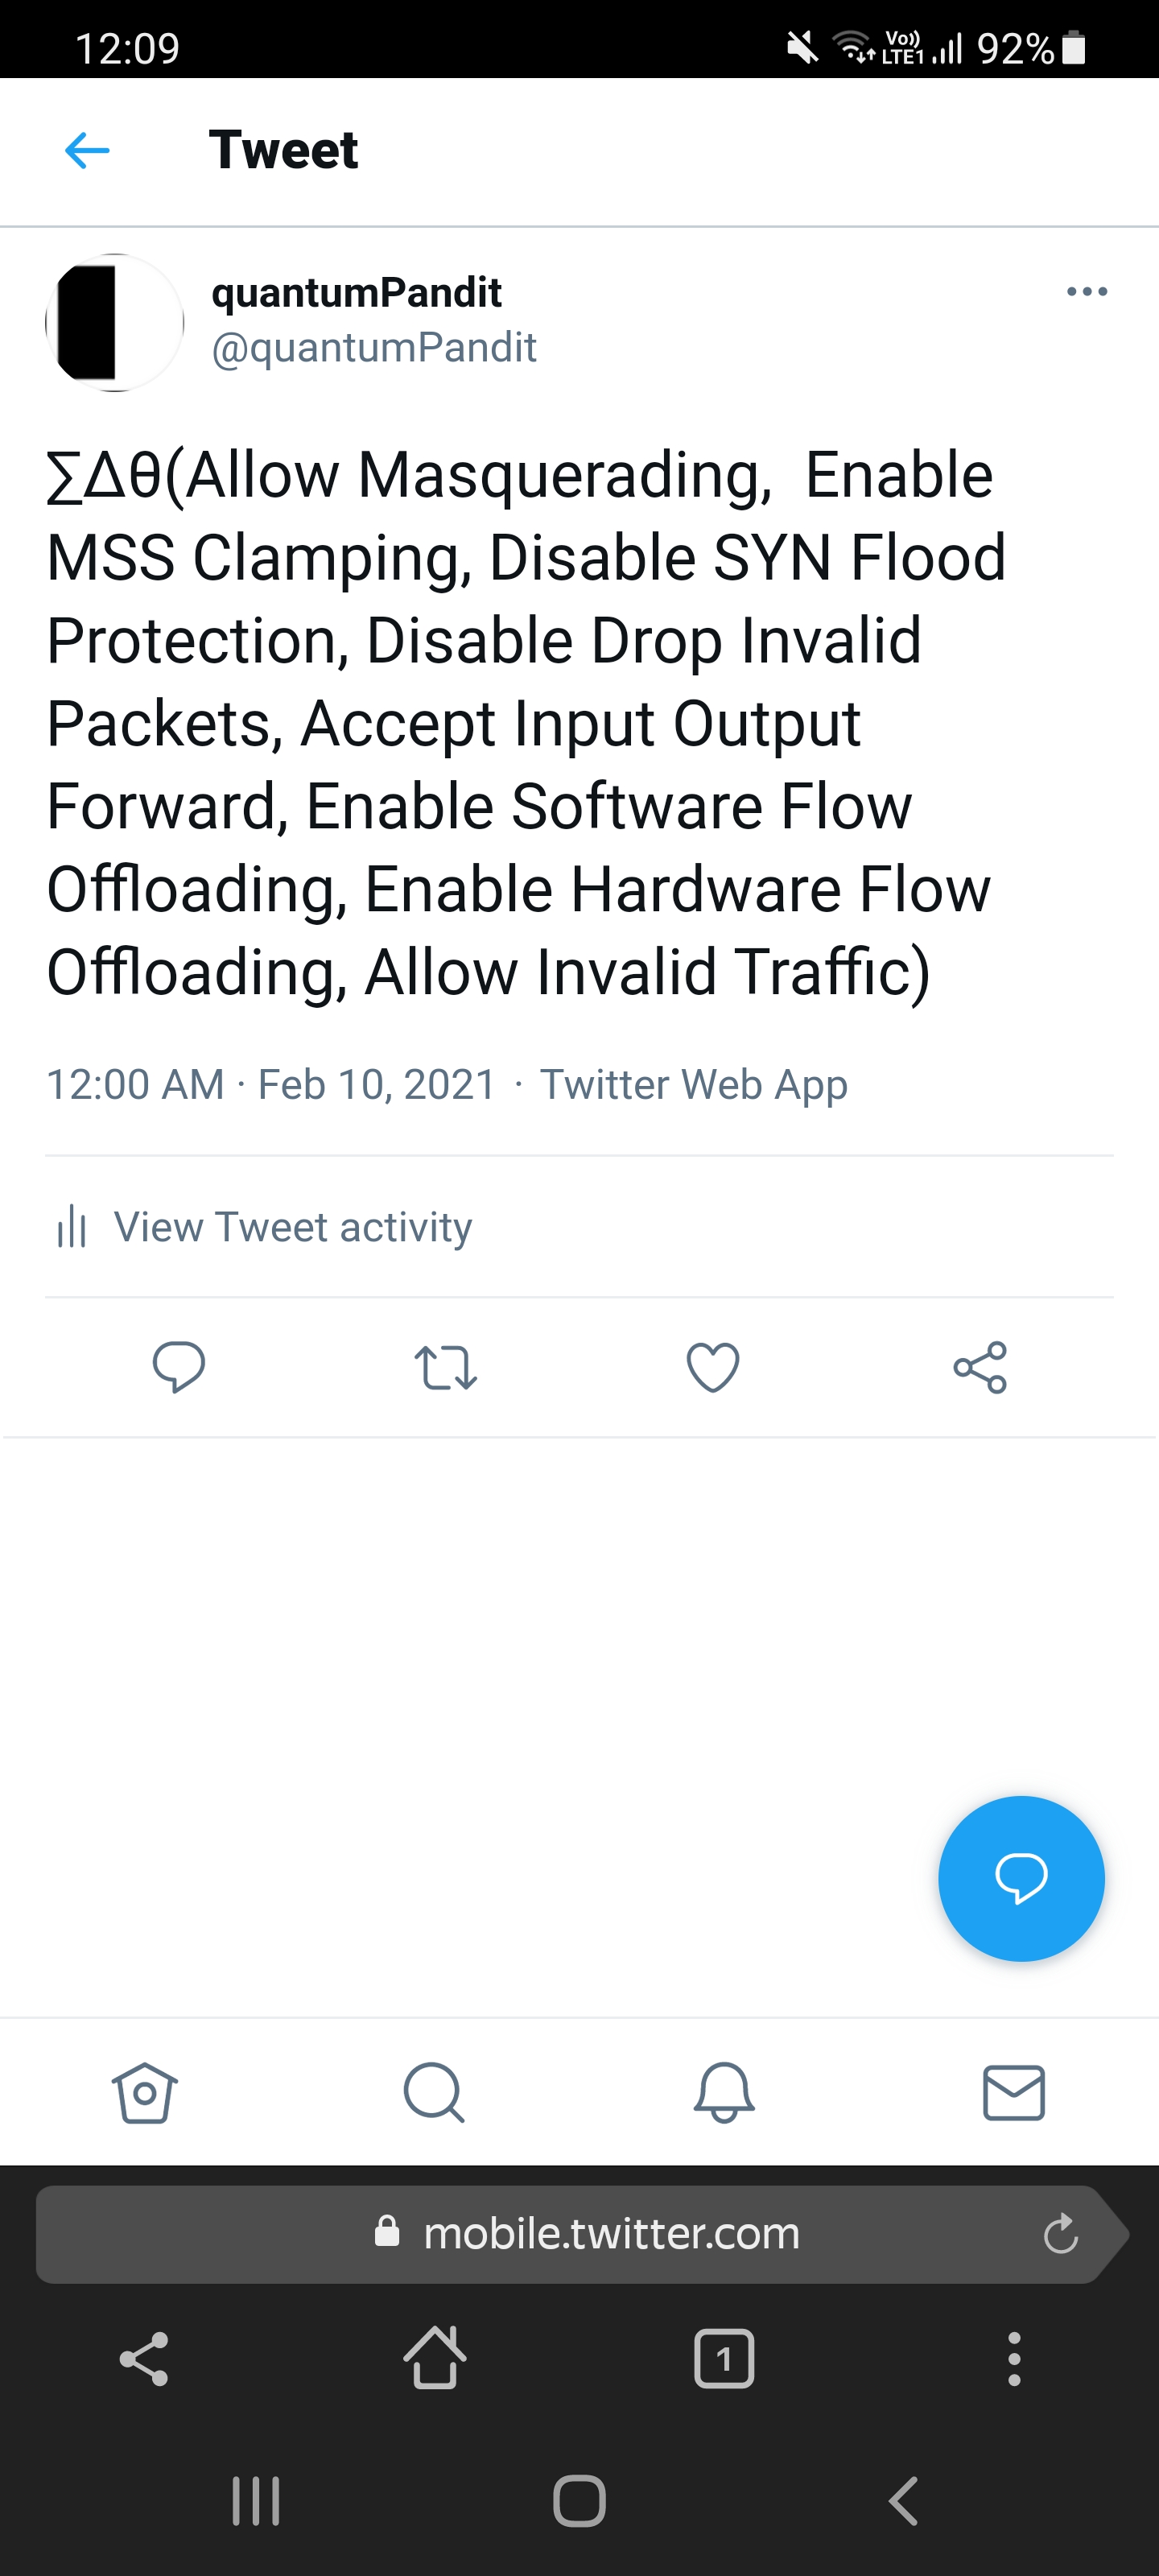 12:09
Vo)) LTE1 92%
Tweet
quantumPandit
@quantumPandit
∑Δθ(Allow Masquerading,  Enable
MSS Clamping, Disable SYN Flood
Protection, Disable Drop Invalid
Packets, Accept Input Output
Forward, Enable Software Flow
Offloading, Enable Hardware Flow
Offloading, Allow Invalid Traffic)
12:00 AM · Feb 10, 2021 · Twitter Web App
View Tweet activity
mobile.twitter.com
1